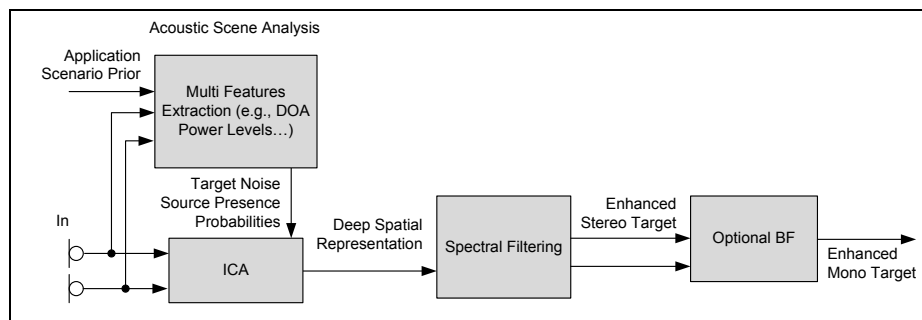 Acoustic Scene Analysis
Application
Scenario Prior
Multi Features
Extraction (e.g., DOA
Power Levels…)
Target Noise
Source Presence
Probabilities
In
ICA
Deep Spatial
Representation
Spectral Filtering
Enhanced
Stereo Target
Optional BF
Enhanced
Mono Target